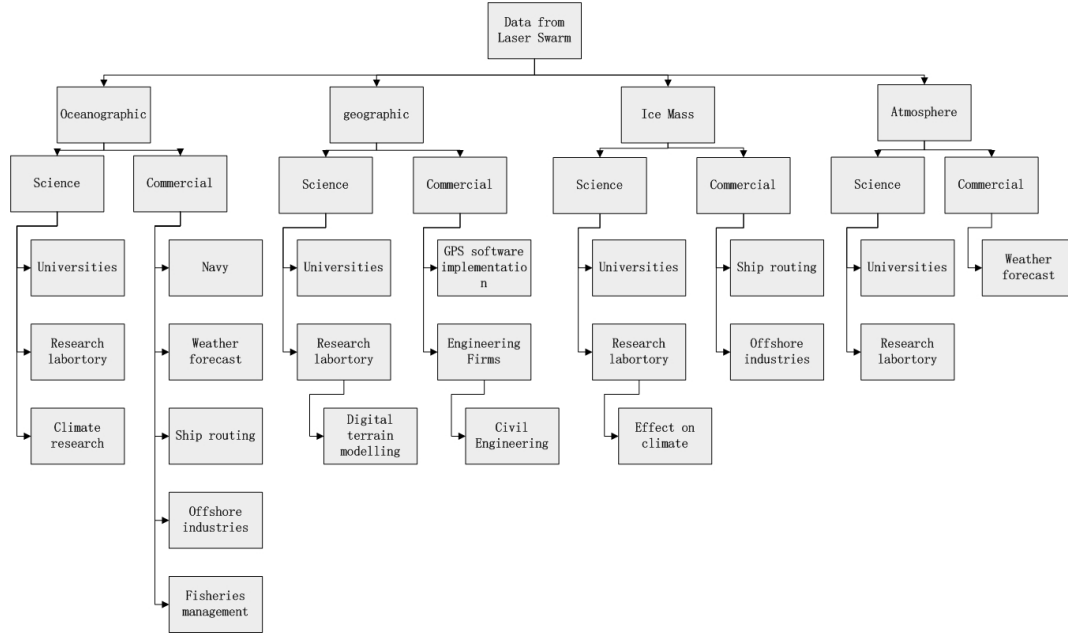 Data from
Laser Swarm
Oceanographic
geographic
Ice Mass
Atmosphere
Science
Commercial
Science
Commercial
Science
Commercial
Science
Commercial
Universities
Navy
Universities
GPS software
implementatio
n
Universities
Ship routing
Universities
Weather
forecast
Research
labortory
Weather
forecast
Research
labortory
Engineering
Firms
Research
labortory
Offshore
industries
Research
labortory
Climate
research
Ship routing
Digital
terrain
modelling
Civil
Engineering
Effect on
climate
Offshore
industries
Fisheries
management